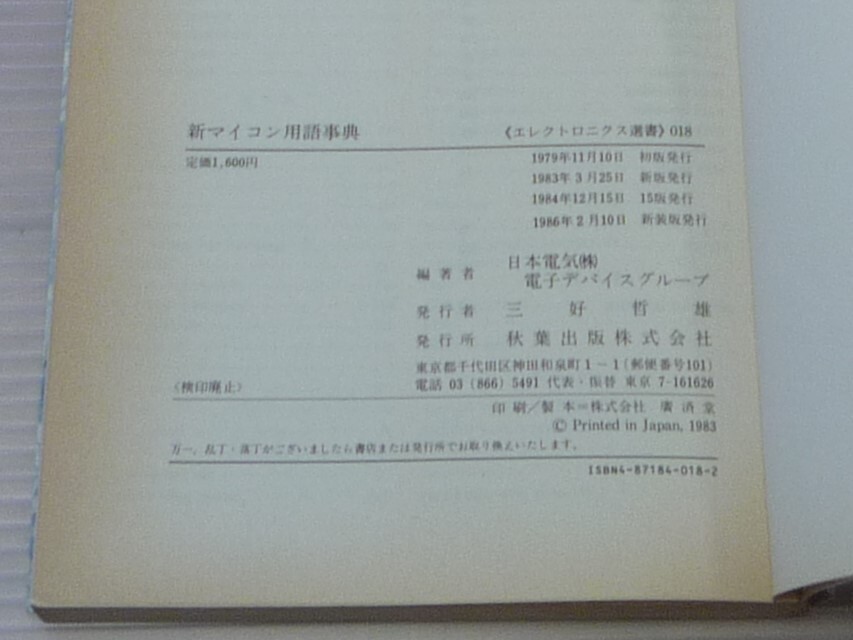 新マイコン用語事典
《エレクトロニクス選書》018
定価1,600円
1979年11月10日 初版発行
1983年3月25日 新版発行
1984年12月15日 15版発行
1986年2月10日 新装版発行
編著者 日本電気㈱
電子デバイスグループ
発行者 三好哲雄
発行所 秋葉出版株式会社
東京都千代田区神田和泉町1-1(郵便番号101)
〈検印廃止〉
電話 03 (866) 5491 代表・振替 東京 7-161626
印刷/製本=株式会社 廣済堂
© Printed in Japan, 1983
万一、乱丁・落丁がございましたら書店または発行所でお取り換えいたします。
ISBN4-87184-018-2